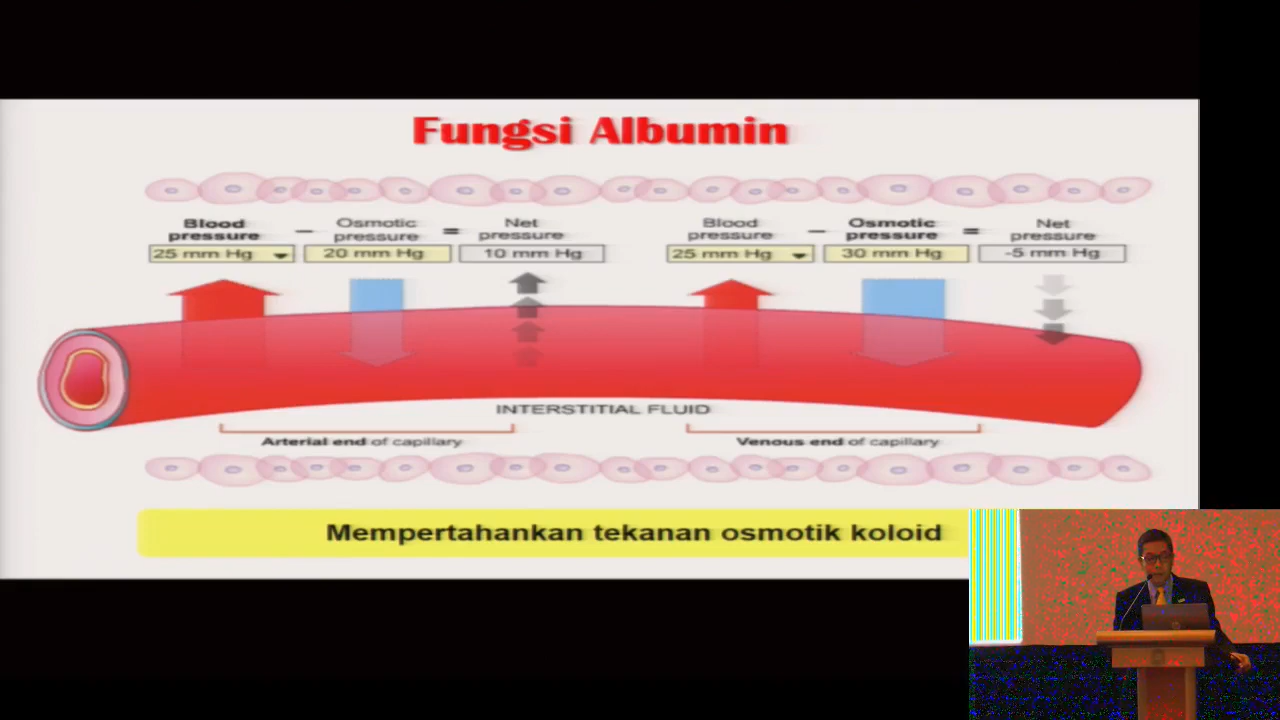 Fungsi Albumin
Blood pressure – Osmotic pressure = Net pressure
25 mm Hg 20 mm Hg 10 mm Hg
Blood pressure – Osmotic pressure = Net pressure
25 mm Hg 30 mm Hg -5 mm Hg
INTERSTITIAL FLUID
Arterial end of capillary
Venous end of capillary
Mempertahankan tekanan osmotik koloid